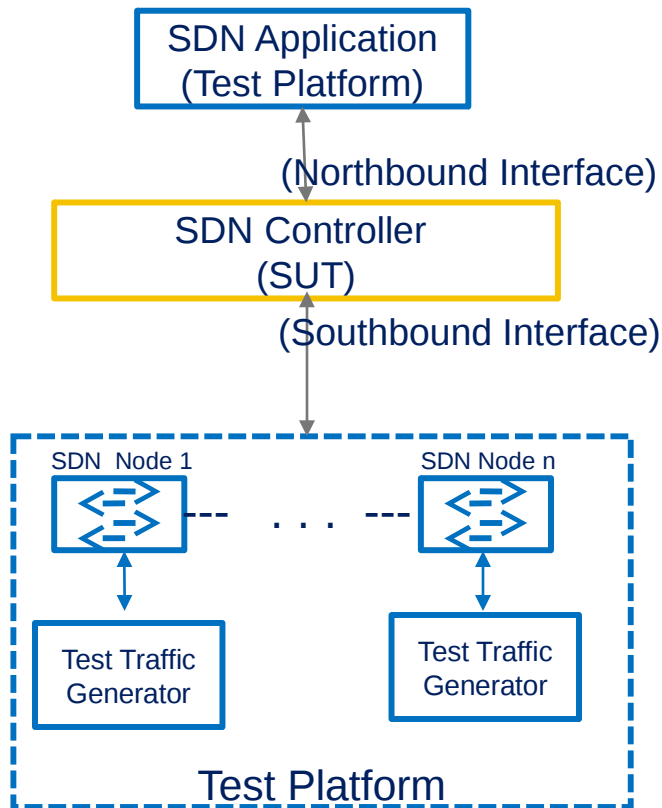 SDN Application
(Test Platform)
(Northbound Interface)
SDN Controller
(SUT)
(Southbound Interface)
SDN  Node 1
SDN Node n
--- . . . ---
Test Traffic
Generator
Test Traffic
Generator
Test Platform